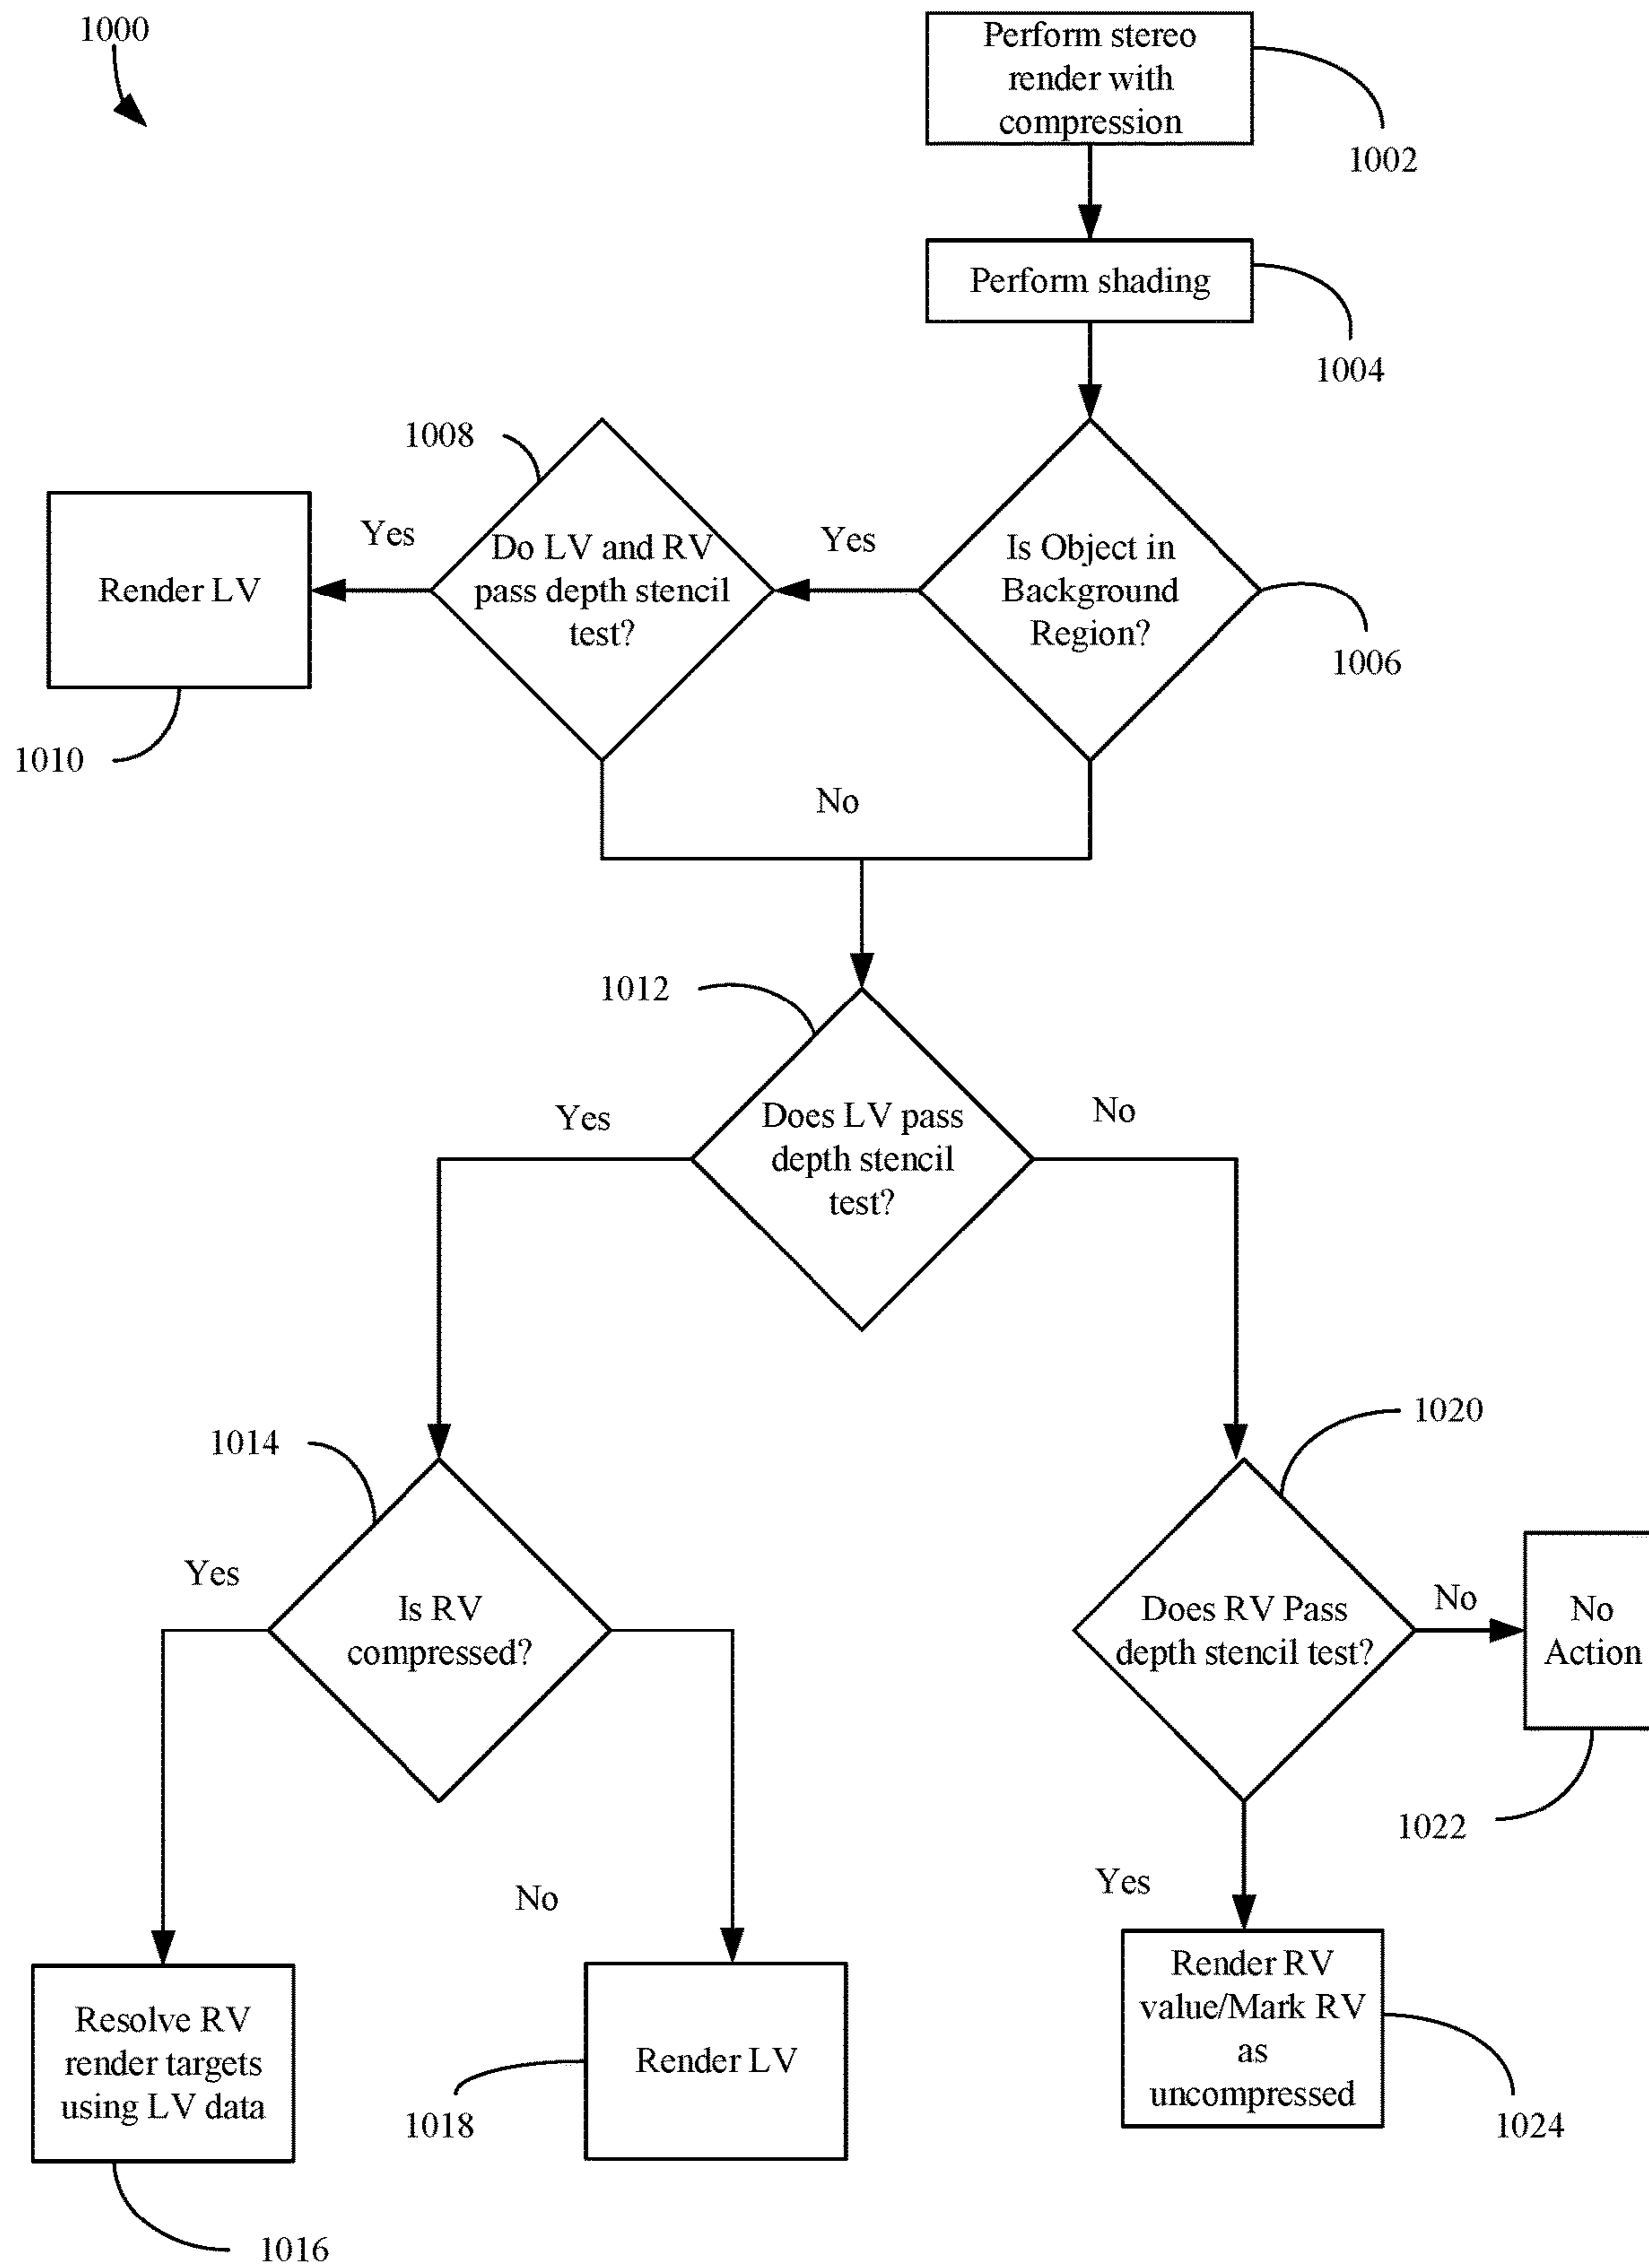 1000
Perform stereo
render with
compression
1002
Perform shading
1004
1008
Yes
Yes
Render LV
Do LV and RV
pass depth stencil
test?
Is Object in
Background
Region?
1006
1010
No
1012
Yes
No
Does LV pass
depth stencil
test?
1014
1020
Yes
Is RV
compressed?
Does RV Pass
depth stencil test?
No
No
Action
1022
No
Yes
Resolve RV
render targets
using LV data
Render LV
Render RV
value/Mark RV
as
uncompressed
1018
1024
1016